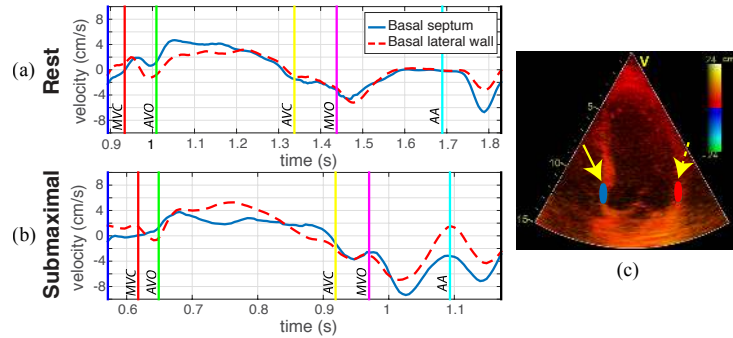 (a)
Rest
velocity (cm/s)
8
4
0
-4
-8
MVC
AVO
AVC
MVO
AA
Basal septum
Basal lateral wall
0.9 1 1.1 1.2 1.3 1.4 1.5 1.6 1.7 1.8
time (s)
(b)
Submaximal
velocity (cm/s)
8
4
0
-4
-8
MVC
AVO
AVC
MVO
AA
0.6 0.7 0.8 0.9 1 1.1
time (s)
V
24
cm/s
-24
5
10
15
(c)